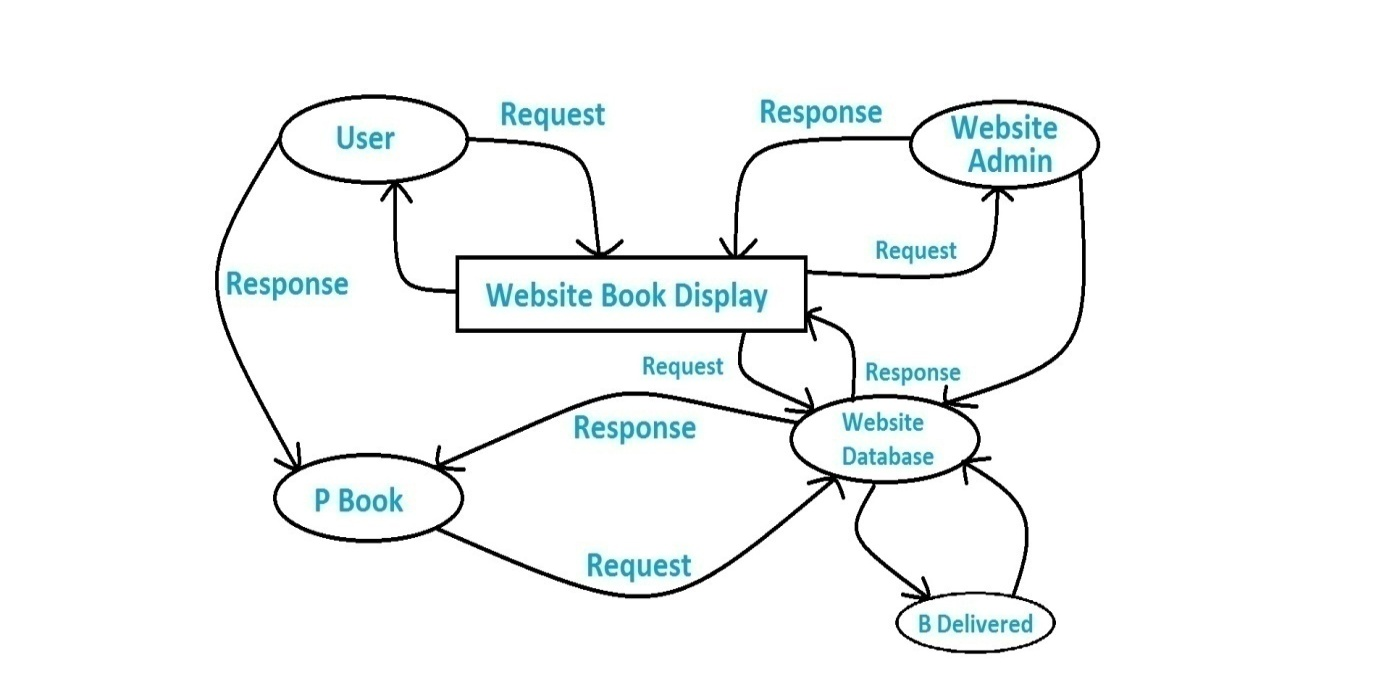 Request
Response
User
Website
Admin
Request
Response
Website Book Display
Request
Response
Response
Website
Database
P Book
Request
B Delivered